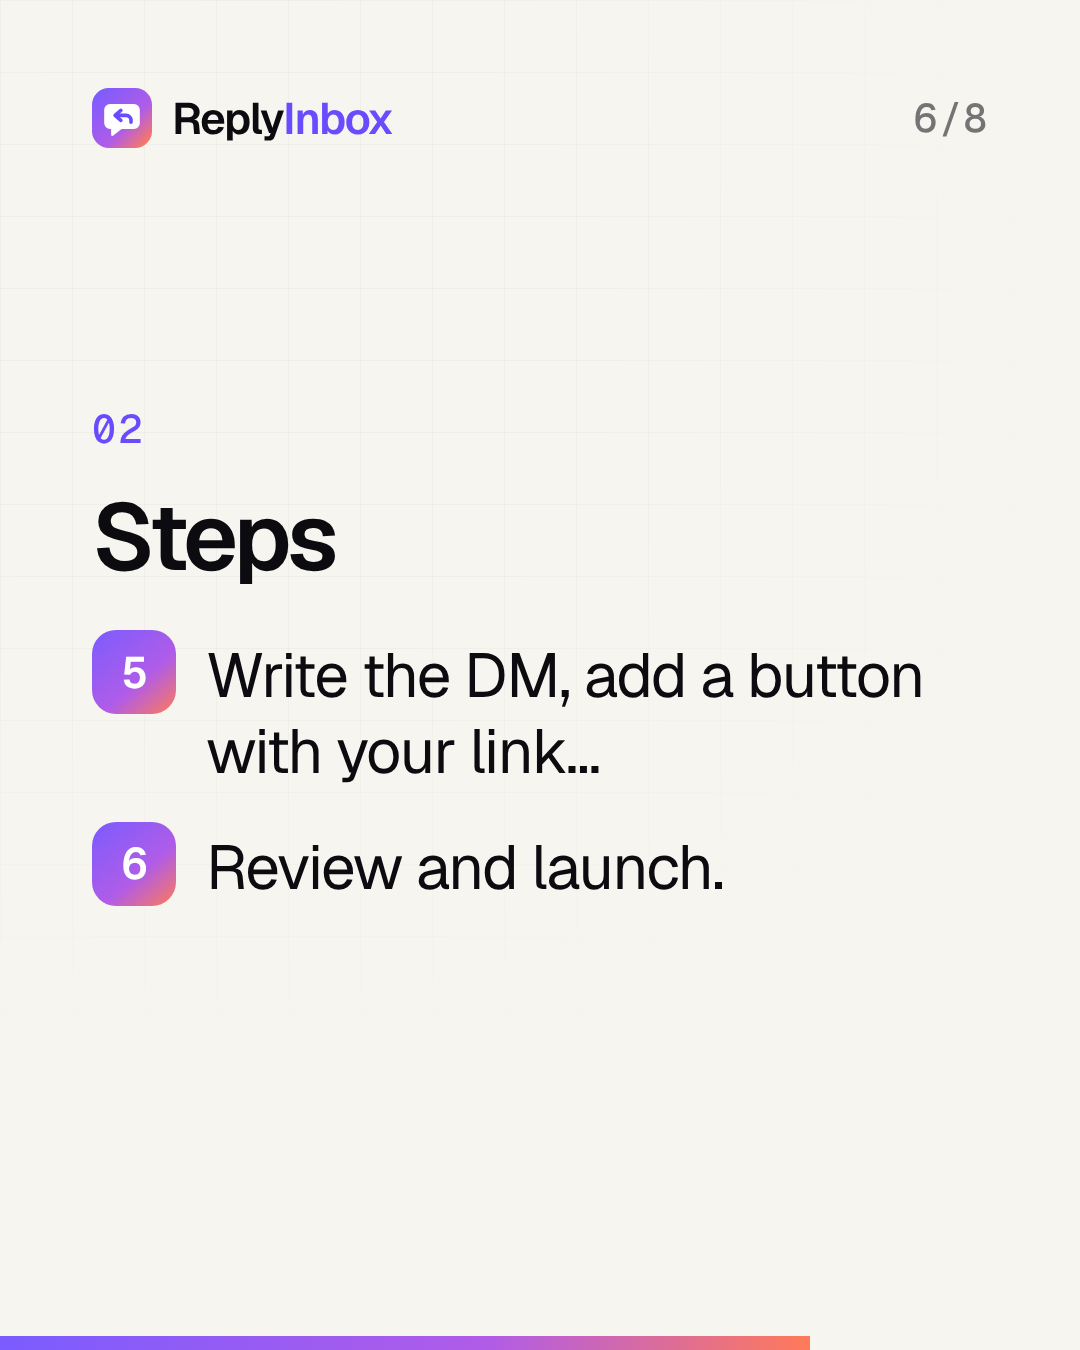 ReplyInbox
6/8
02
Steps
5 Write the DM, add a button
with your link...
6 Review and launch.